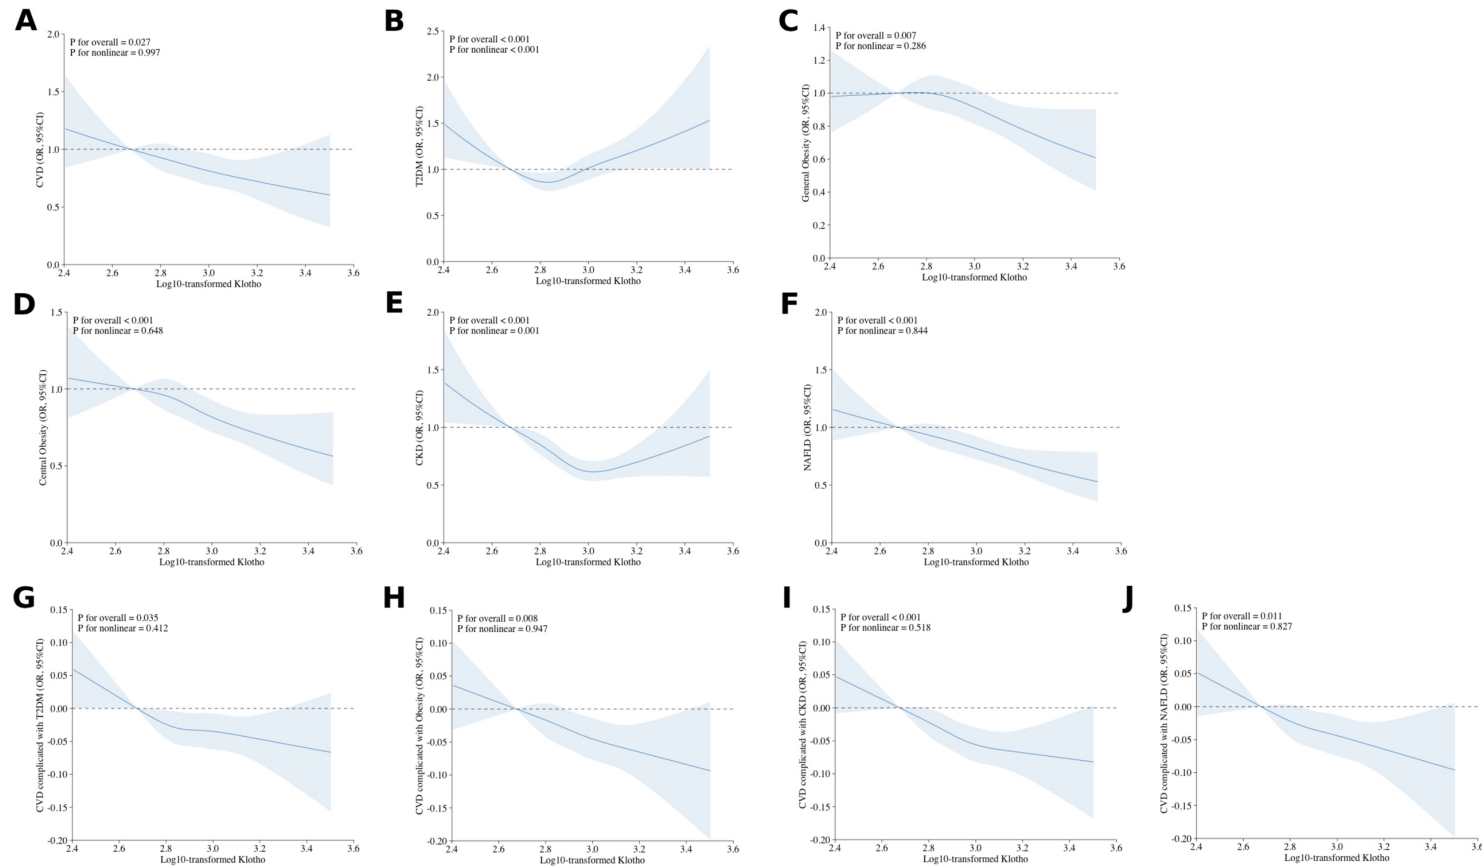 A
P for overall = 0.027
P for nonlinear = 0.997
2.0
1.5
1.0
0.5
0.0
CVD (OR, 95%CI)
2.4 2.6 2.8 3.0 3.2 3.4 3.6
Log10-transformed Klotho
B
P for overall < 0.001
P for nonlinear < 0.001
2.5
2.0
1.5
1.0
0.5
0.0
T2DM (OR, 95%CI)
2.4 2.6 2.8 3.0 3.2 3.4 3.6
Log10-transformed Klotho
C
P for overall = 0.007
P for nonlinear = 0.286
1.4
1.2
1.0
0.8
0.6
0.4
0.2
0.0
General Obesity (OR, 95%CI)
2.4 2.6 2.8 3.0 3.2 3.4 3.6
Log10-transformed Klotho
D
P for overall < 0.001
P for nonlinear = 0.648
1.5
1.0
0.5
0.0
Central Obesity (OR, 95%CI)
2.4 2.6 2.8 3.0 3.2 3.4 3.6
Log10-transformed Klotho
E
P for overall < 0.001
P for nonlinear = 0.001
2.0
1.5
1.0
0.5
0.0
CKD (OR, 95%CI)
2.4 2.6 2.8 3.0 3.2 3.4 3.6
Log10-transformed Klotho
F
P for overall < 0.001
P for nonlinear = 0.844
2.0
1.5
1.0
0.5
0.0
NAFLD (OR, 95%CI)
2.4 2.6 2.8 3.0 3.2 3.4 3.6
Log10-transformed Klotho
G
P for overall = 0.035
P for nonlinear = 0.412
0.15
0.10
0.05
0.00
-0.05
-0.10
-0.15
-0.20
CVD complicated with T2DM (OR, 95%CI)
2.4 2.6 2.8 3.0 3.2 3.4 3.6
Log10-transformed Klotho
H
P for overall = 0.008
P for nonlinear = 0.947
0.15
0.10
0.05
0.00
-0.05
-0.10
-0.15
-0.20
CVD complicated with Obesity (OR, 95%CI)
2.4 2.6 2.8 3.0 3.2 3.4 3.6
Log10-transformed Klotho
I
P for overall < 0.001
P for nonlinear = 0.518
0.15
0.10
0.05
0.00
-0.05
-0.10
-0.15
-0.20
CVD complicated with CKD (OR, 95%CI)
2.4 2.6 2.8 3.0 3.2 3.4 3.6
Log10-transformed Klotho
J
P for overall = 0.011
P for nonlinear = 0.827
0.15
0.10
0.05
0.00
-0.05
-0.10
-0.15
-0.20
CVD complicated with NAFLD (OR, 95%CI)
2.4 2.6 2.8 3.0 3.2 3.4 3.6
Log10-transformed Klotho